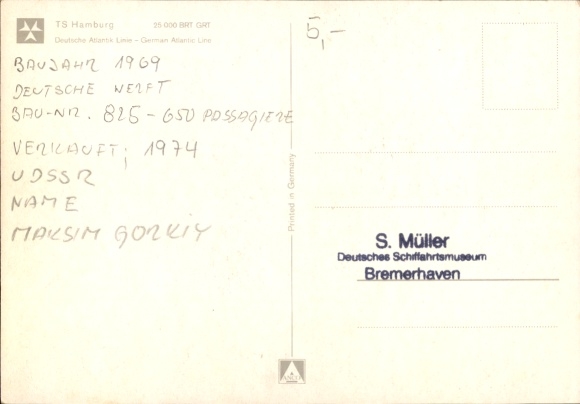 TS Hamburg 25 000 BRT GRT
Deutsche Atlantik Linie – German Atlantic Line
5,–
BAUJAHR 1969
DEUTSCHE WERFT
BAU-NR. 825 – 650 PASSAGIERE
VERKAUFT; 1974
UDSSR
NAME
MAKSIM GORKIY
Printed in Germany
S. Müller
Deutsches Schiffahrtsmuseum
Bremerhaven